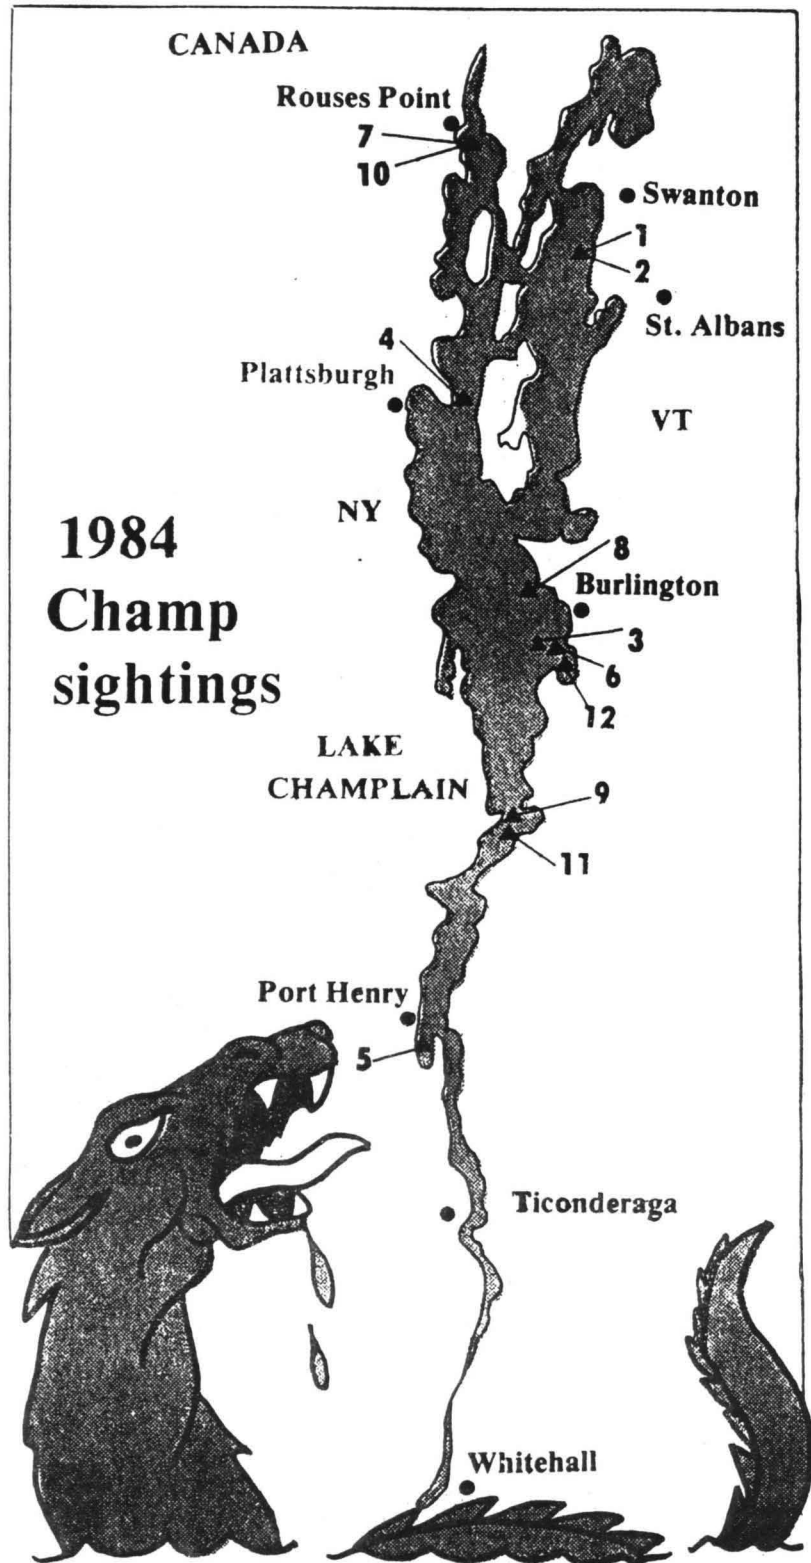 CANADA
Rouses Point
7
10
Swanton
1
2
St. Albans
4
Plattsburgh
VT
NY
1984
Champ
sightings
8
Burlington
3
6
12
LAKE
CHAMPLAIN
9
11
Port Henry
5
Ticonderaga
Whitehall